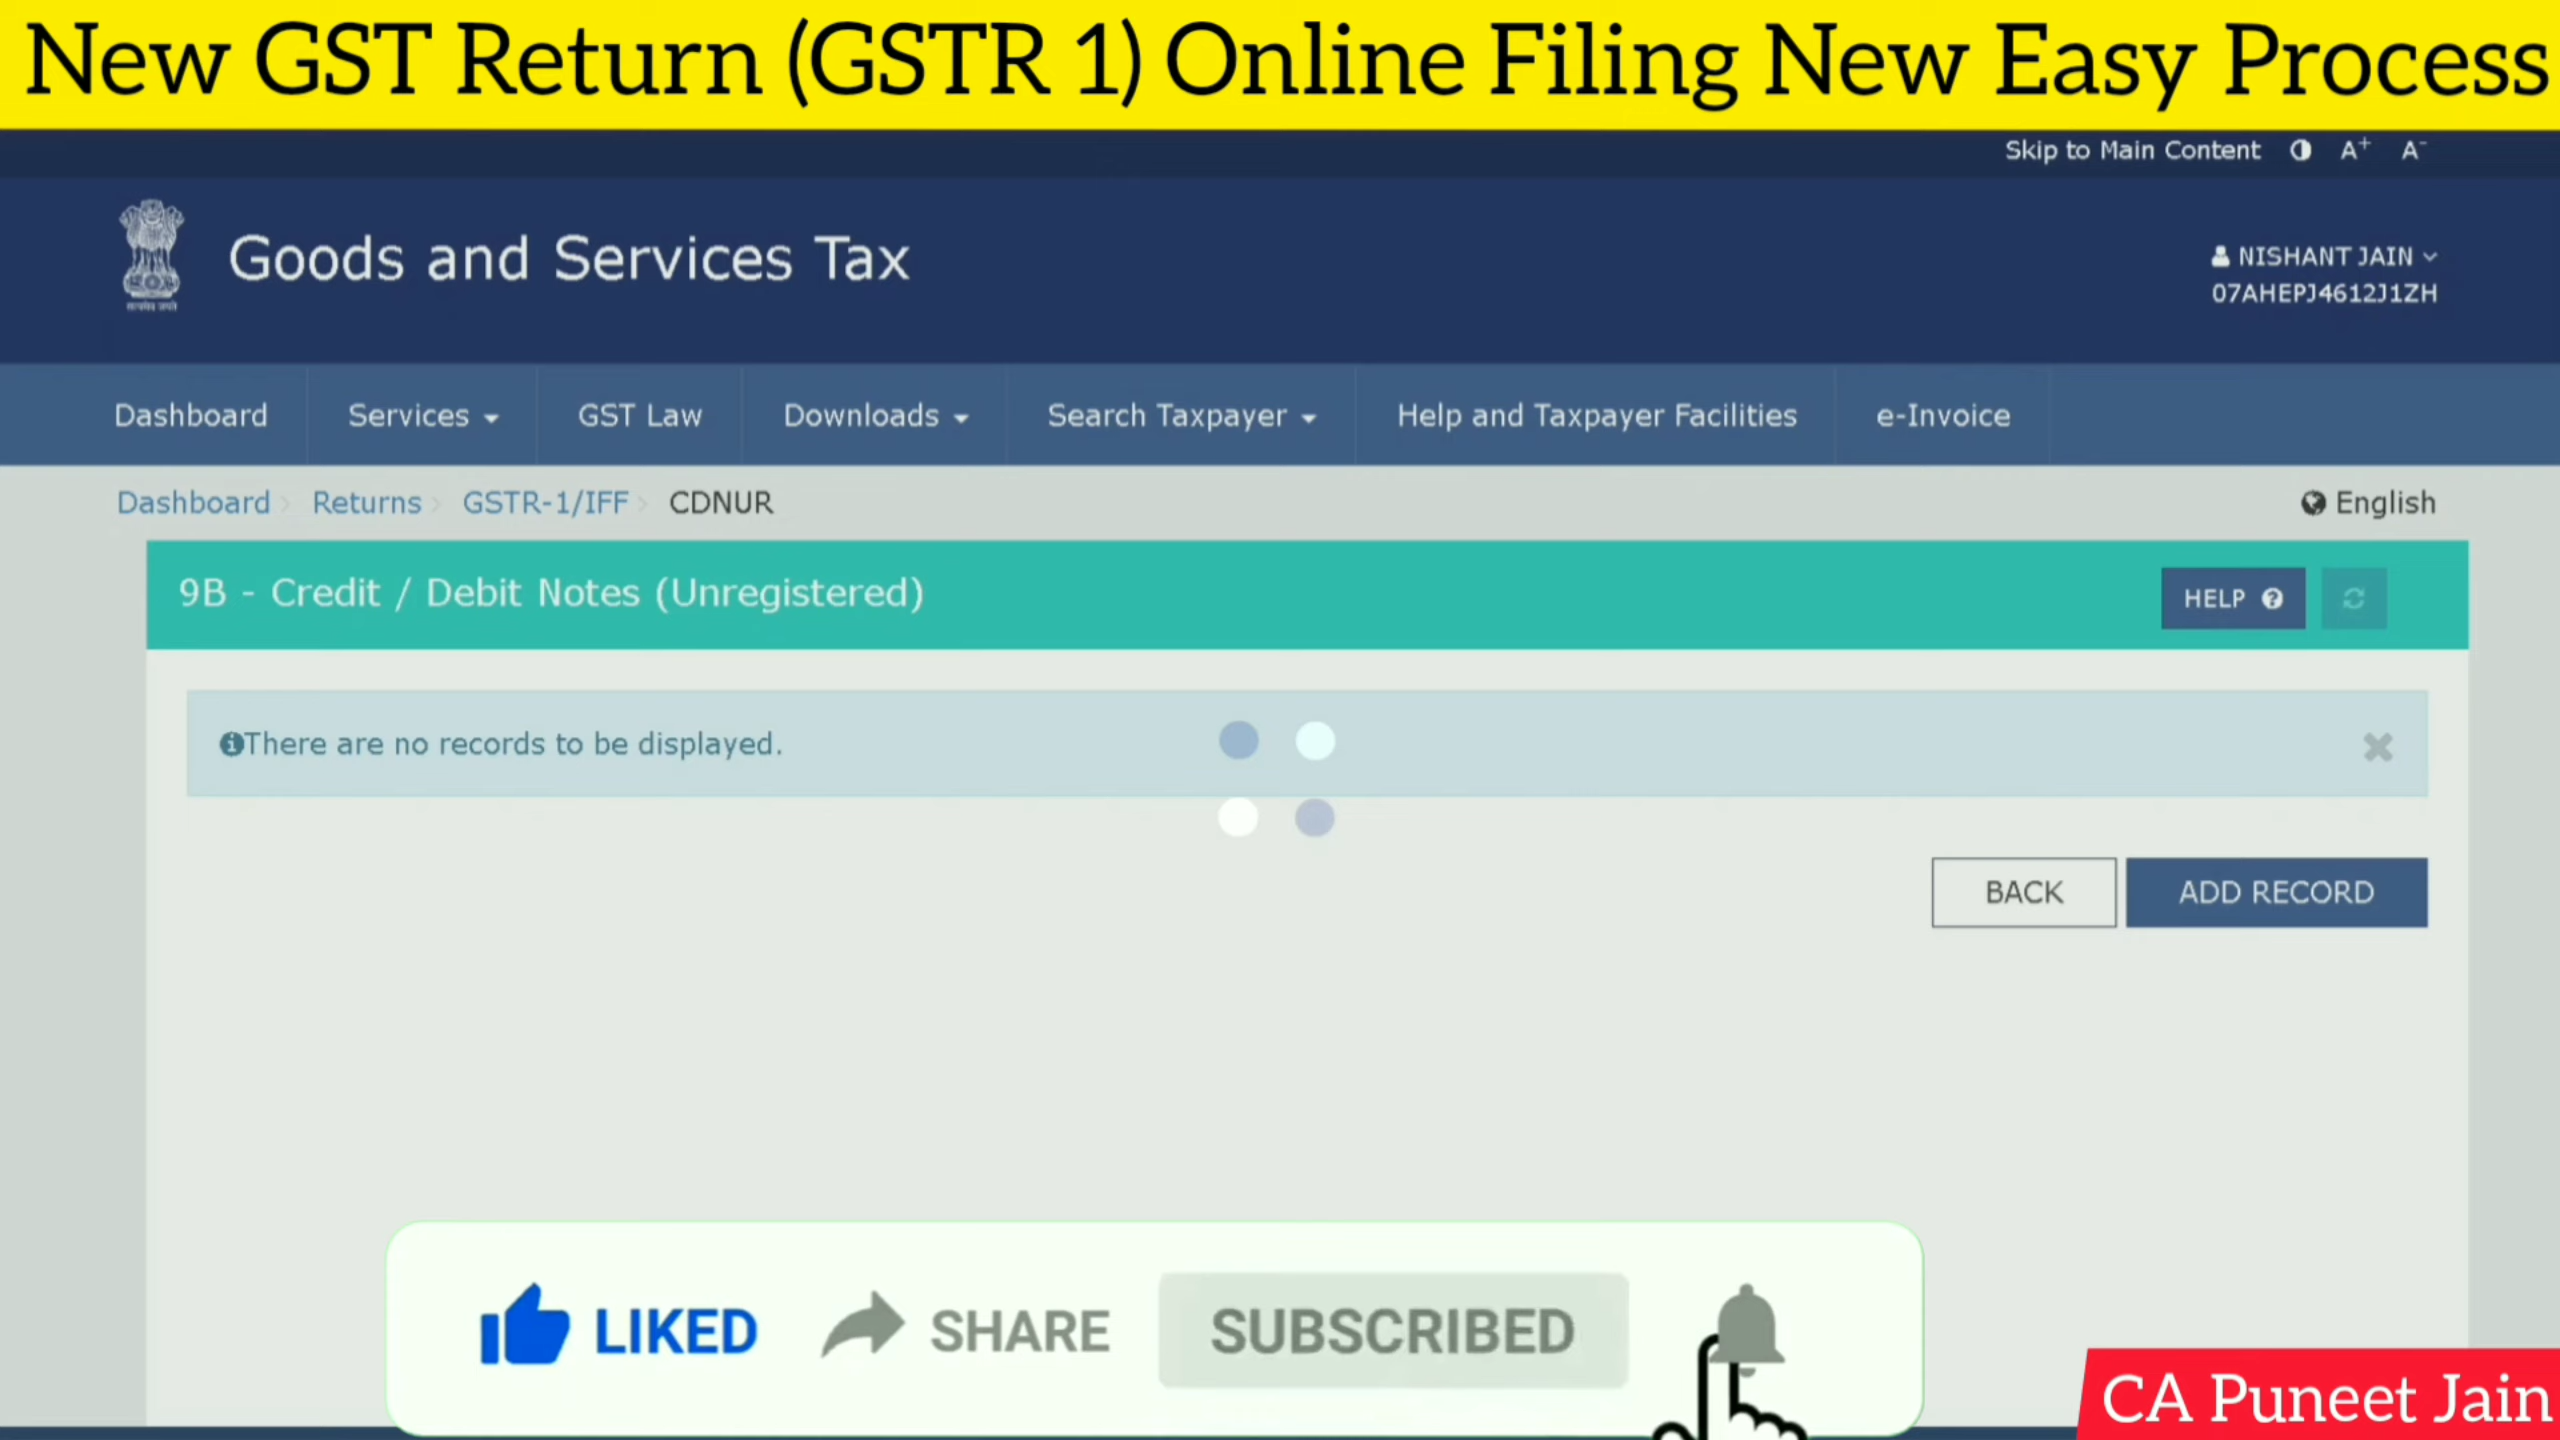 New GST Return (GSTR 1) Online Filing New Easy Process
Skip to Main Content A+ A-
Goods and Services Tax
NISHANT JAIN
07AHEPJ4612J1ZH
Dashboard Services GST Law Downloads Search Taxpayer Help and Taxpayer Facilities e-Invoice
Dashboard Returns GSTR-1/IFF CDNUR English
9B - Credit / Debit Notes (Unregistered) HELP
There are no records to be displayed.
BACK ADD RECORD
LIKED SHARE SUBSCRIBED
CA Puneet Jain